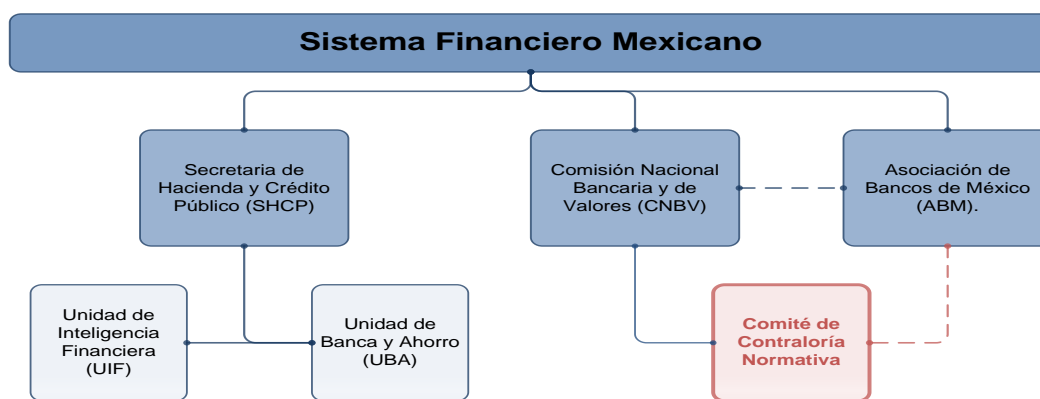 Sistema Financiero Mexicano
Secretaria de
Hacienda y Crédito
Público (SHCP)
Comisión Nacional
Bancaria y de
Valores (CNBV)
Asociación de
Bancos de México
(ABM).
Unidad de
Inteligencia
Financiera
(UIF)
Unidad de
Banca y Ahorro
(UBA)
Comité de
Contraloría
Normativa